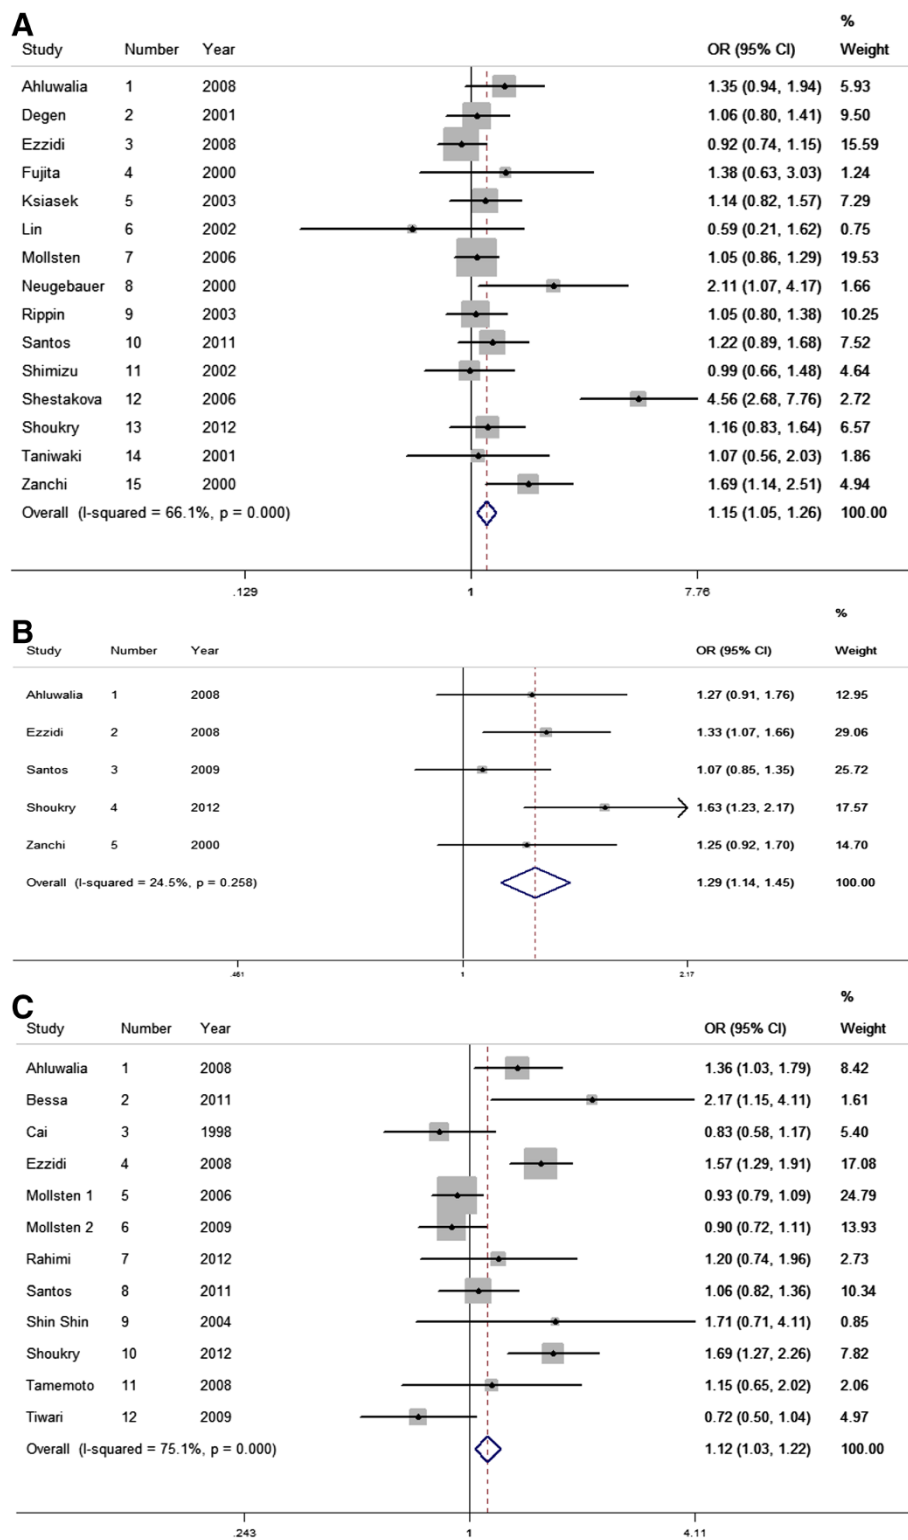 A
%
Study Number Year OR (95% CI) Weight
Ahluwalia 1 2008 1.35 (0.94, 1.94) 5.93
Degen 2 2001 1.06 (0.80, 1.41) 9.50
Ezzidi 3 2008 0.92 (0.74, 1.15) 15.59
Fujita 4 2000 1.38 (0.63, 3.03) 1.24
Ksiasek 5 2003 1.14 (0.82, 1.57) 7.29
Lin 6 2002 0.59 (0.21, 1.62) 0.75
Mollsten 7 2006 1.05 (0.86, 1.29) 19.53
Neugebauer 8 2000 2.11 (1.07, 4.17) 1.66
Rippin 9 2003 1.05 (0.80, 1.38) 10.25
Santos 10 2011 1.22 (0.89, 1.68) 7.52
Shimizu 11 2002 0.99 (0.66, 1.48) 4.64
Shestakova 12 2006 4.56 (2.68, 7.76) 2.72
Shoukry 13 2012 1.16 (0.83, 1.64) 6.57
Taniwaki 14 2001 1.07 (0.56, 2.03) 1.86
Zanchi 15 2000 1.69 (1.14, 2.51) 4.94
Overall (I-squared = 66.1%, p = 0.000) 1.15 (1.05, 1.26) 100.00
.129 1 7.76
B
%
Study Number Year OR (95% CI) Weight
Ahluwalia 1 2008 1.27 (0.91, 1.76) 12.95
Ezzidi 2 2008 1.33 (1.07, 1.66) 29.06
Santos 3 2009 1.07 (0.85, 1.35) 25.72
Shoukry 4 2012 1.63 (1.23, 2.17) 17.57
Zanchi 5 2000 1.25 (0.92, 1.70) 14.70
Overall (I-squared = 24.5%, p = 0.258) 1.29 (1.14, 1.45) 100.00
.461 1 2.17
C
%
Study Number Year OR (95% CI) Weight
Ahluwalia 1 2008 1.36 (1.03, 1.79) 8.42
Bessa 2 2011 2.17 (1.15, 4.11) 1.61
Cai 3 1998 0.83 (0.58, 1.17) 5.40
Ezzidi 4 2008 1.57 (1.29, 1.91) 17.08
Mollsten 1 5 2006 0.93 (0.79, 1.09) 24.79
Mollsten 2 6 2009 0.90 (0.72, 1.11) 13.93
Rahimi 7 2012 1.20 (0.74, 1.96) 2.73
Santos 8 2011 1.06 (0.82, 1.36) 10.34
Shin Shin 9 2004 1.71 (0.71, 4.11) 0.85
Shoukry 10 2012 1.69 (1.27, 2.26) 7.82
Tamemoto 11 2008 1.15 (0.65, 2.02) 2.06
Tiwari 12 2009 0.72 (0.50, 1.04) 4.97
Overall (I-squared = 75.1%, p = 0.000) 1.12 (1.03, 1.22) 100.00
.243 1 4.11